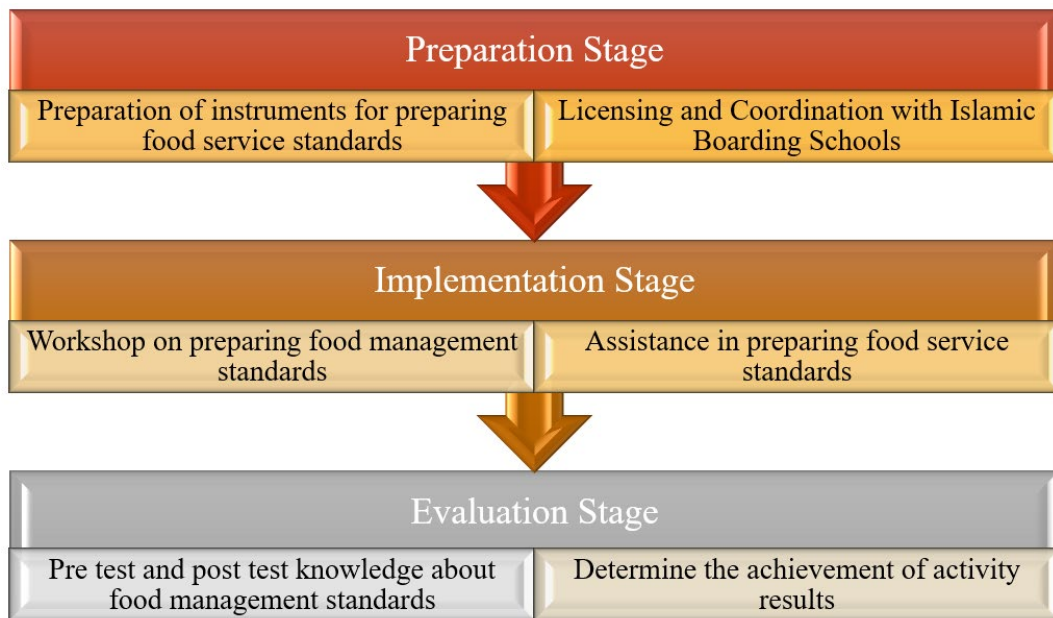 Preparation Stage
Preparation of instruments for preparing
food service standards
Licensing and Coordination with Islamic
Boarding Schools
Implementation Stage
Workshop on preparing food management
standards
Assistance in preparing food service
standards
Evaluation Stage
Pre test and post test knowledge about
food management standards
Determine the achievement of activity
results